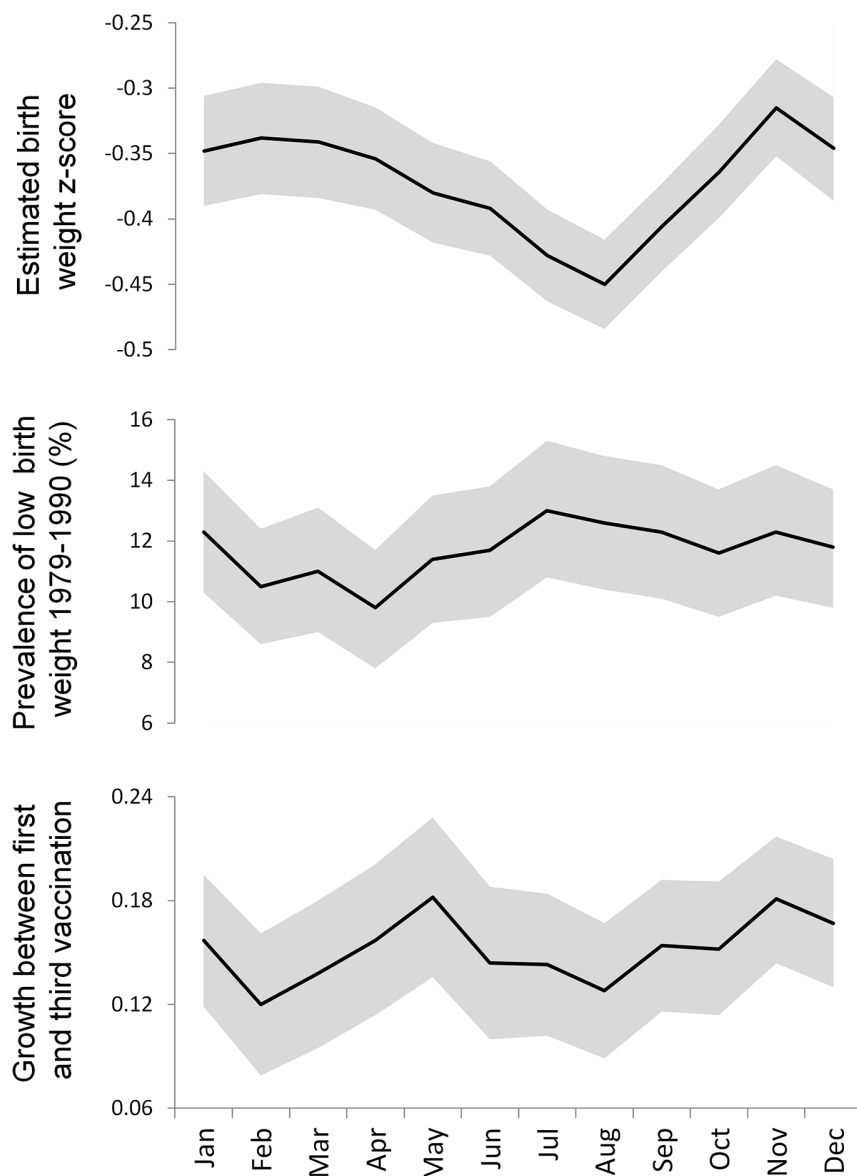 Estimated birth
weight z-score
-0.25
-0.3
-0.35
-0.4
-0.45
-0.5
Prevalence of low birth
weight 1979-1990 (%)
16
14
12
10
8
6
Growth between first
and third vaccination
0.24
0.18
0.12
0.06
Jan Feb Mar Apr May Jun Jul Aug Sep Oct Nov Dec